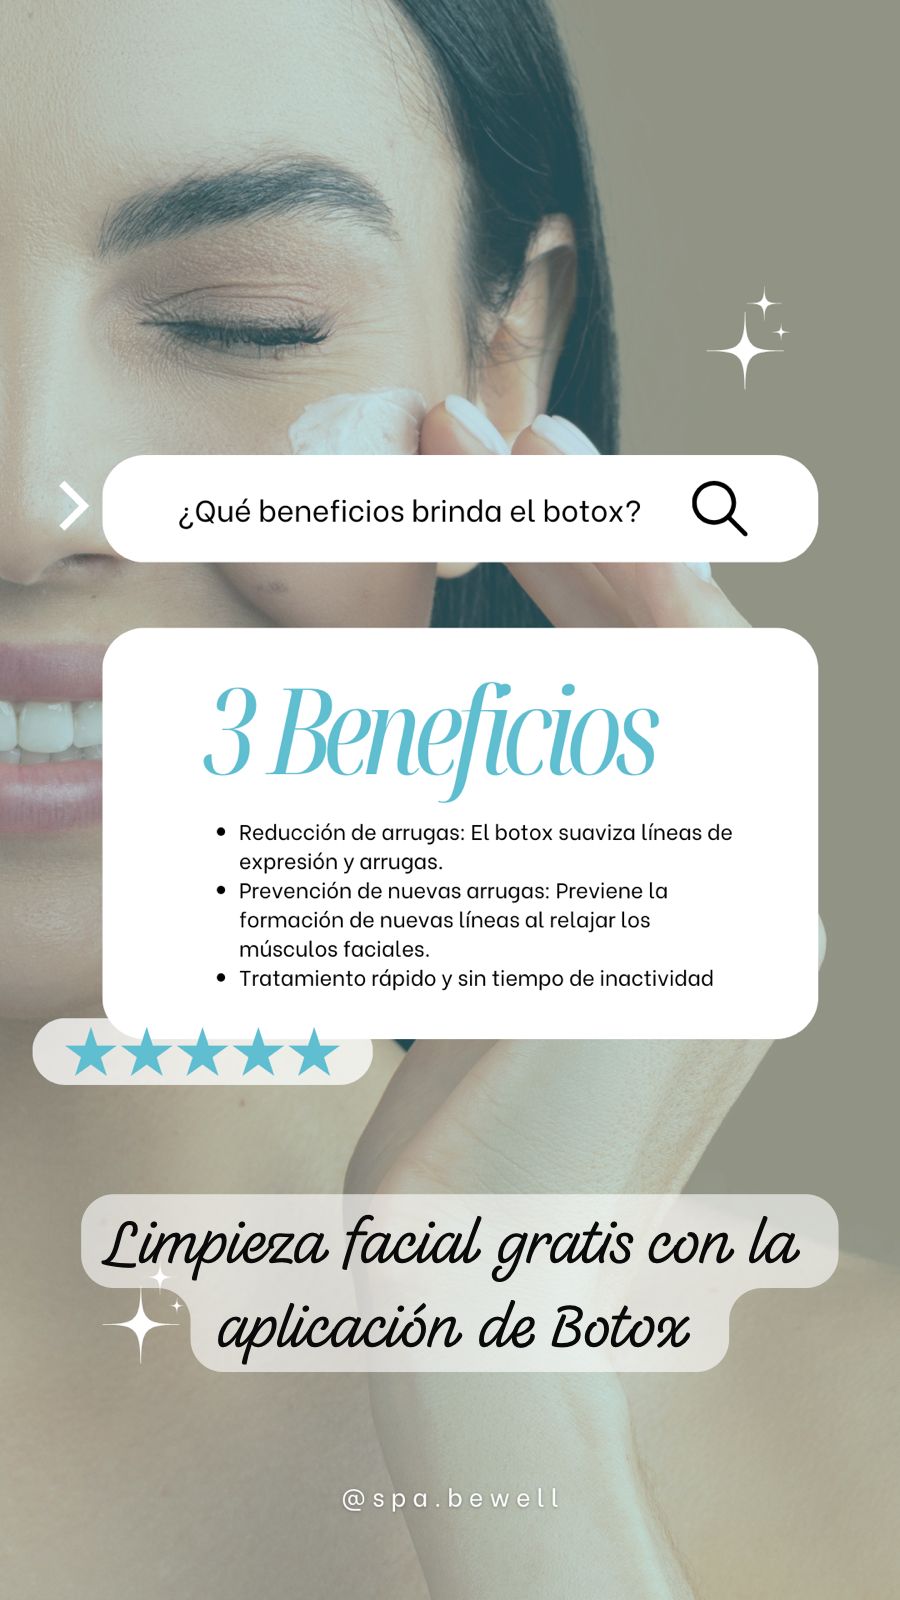 ¿Qué beneficios brinda el botox?
3 Beneficios
• Reducción de arrugas: El botox suaviza líneas de
expresión y arrugas.
• Prevención de nuevas arrugas: Previene la
formación de nuevas líneas al relajar los
músculos faciales.
• Tratamiento rápido y sin tiempo de inactividad
Limpieza facial gratis con la
aplicación de Botox
@spa.bewell